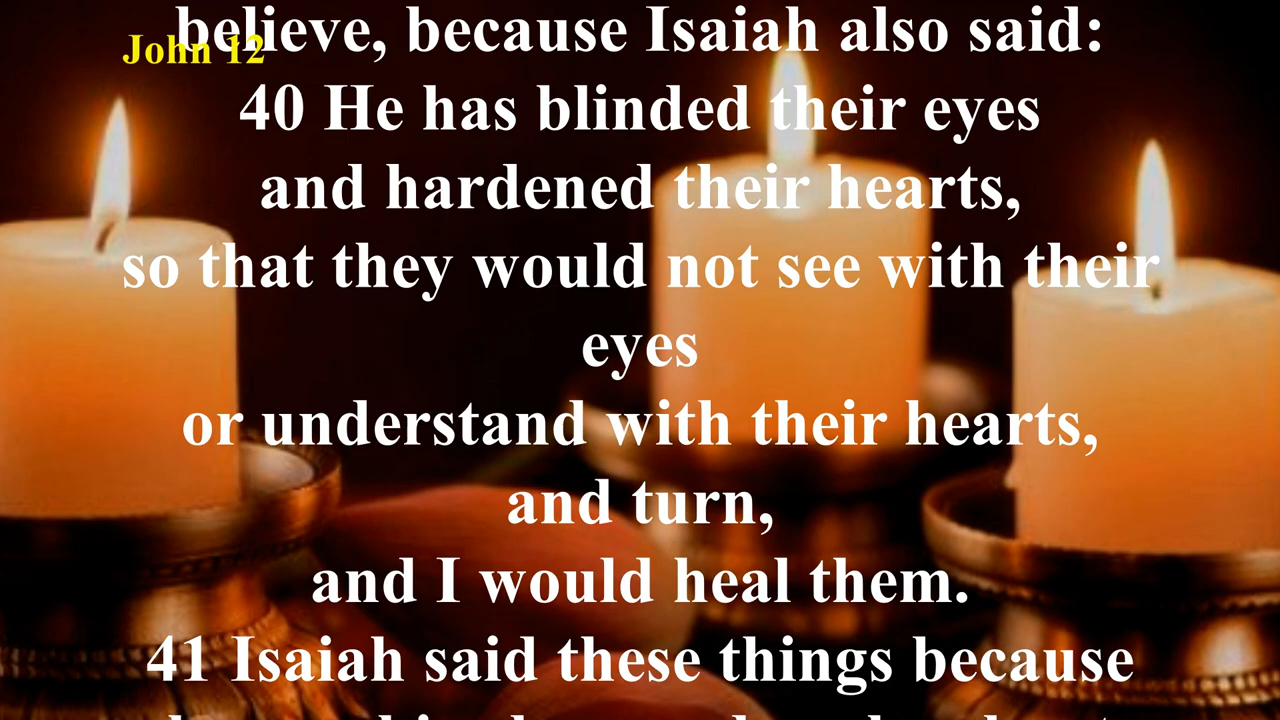 John 12
believe, because Isaiah also said:
40 He has blinded their eyes
and hardened their hearts,
so that they would not see with their
eyes
or understand with their hearts,
and turn,
and I would heal them.
41 Isaiah said these things because